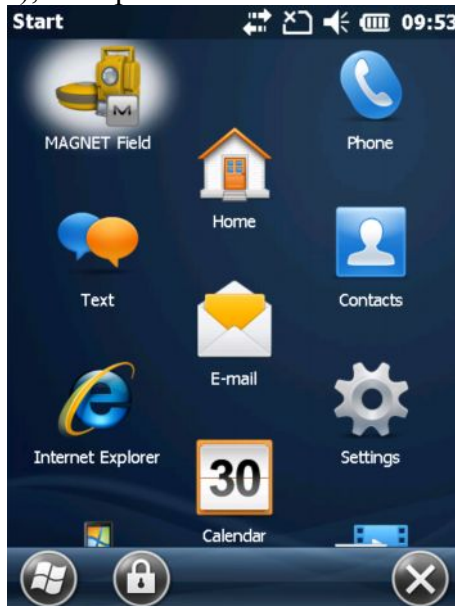 Start 09:53
MAGNET Field
Phone
Home
Text
Contacts
E-mail
Internet Explorer
Settings
30
Calendar